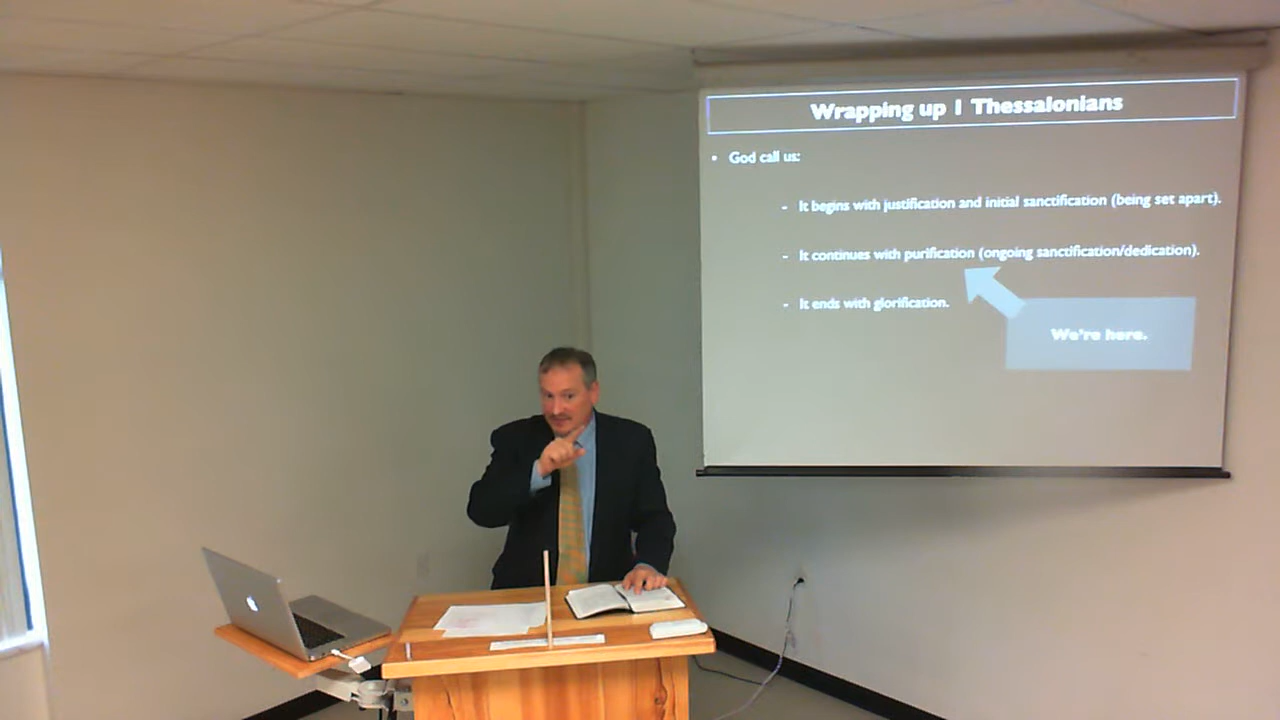 Wrapping up 1 Thessalonians
• God call us:
- It begins with justification and initial sanctification (being set apart).
- It continues with purification (ongoing sanctification/dedication).
- It ends with glorification.
We're here.